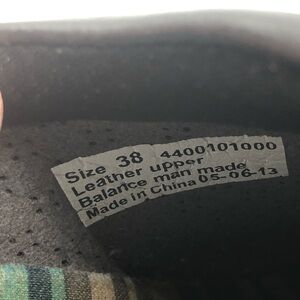 Size 38 4400101000
Leather upper
Balance man made
Made in China 05-06-13